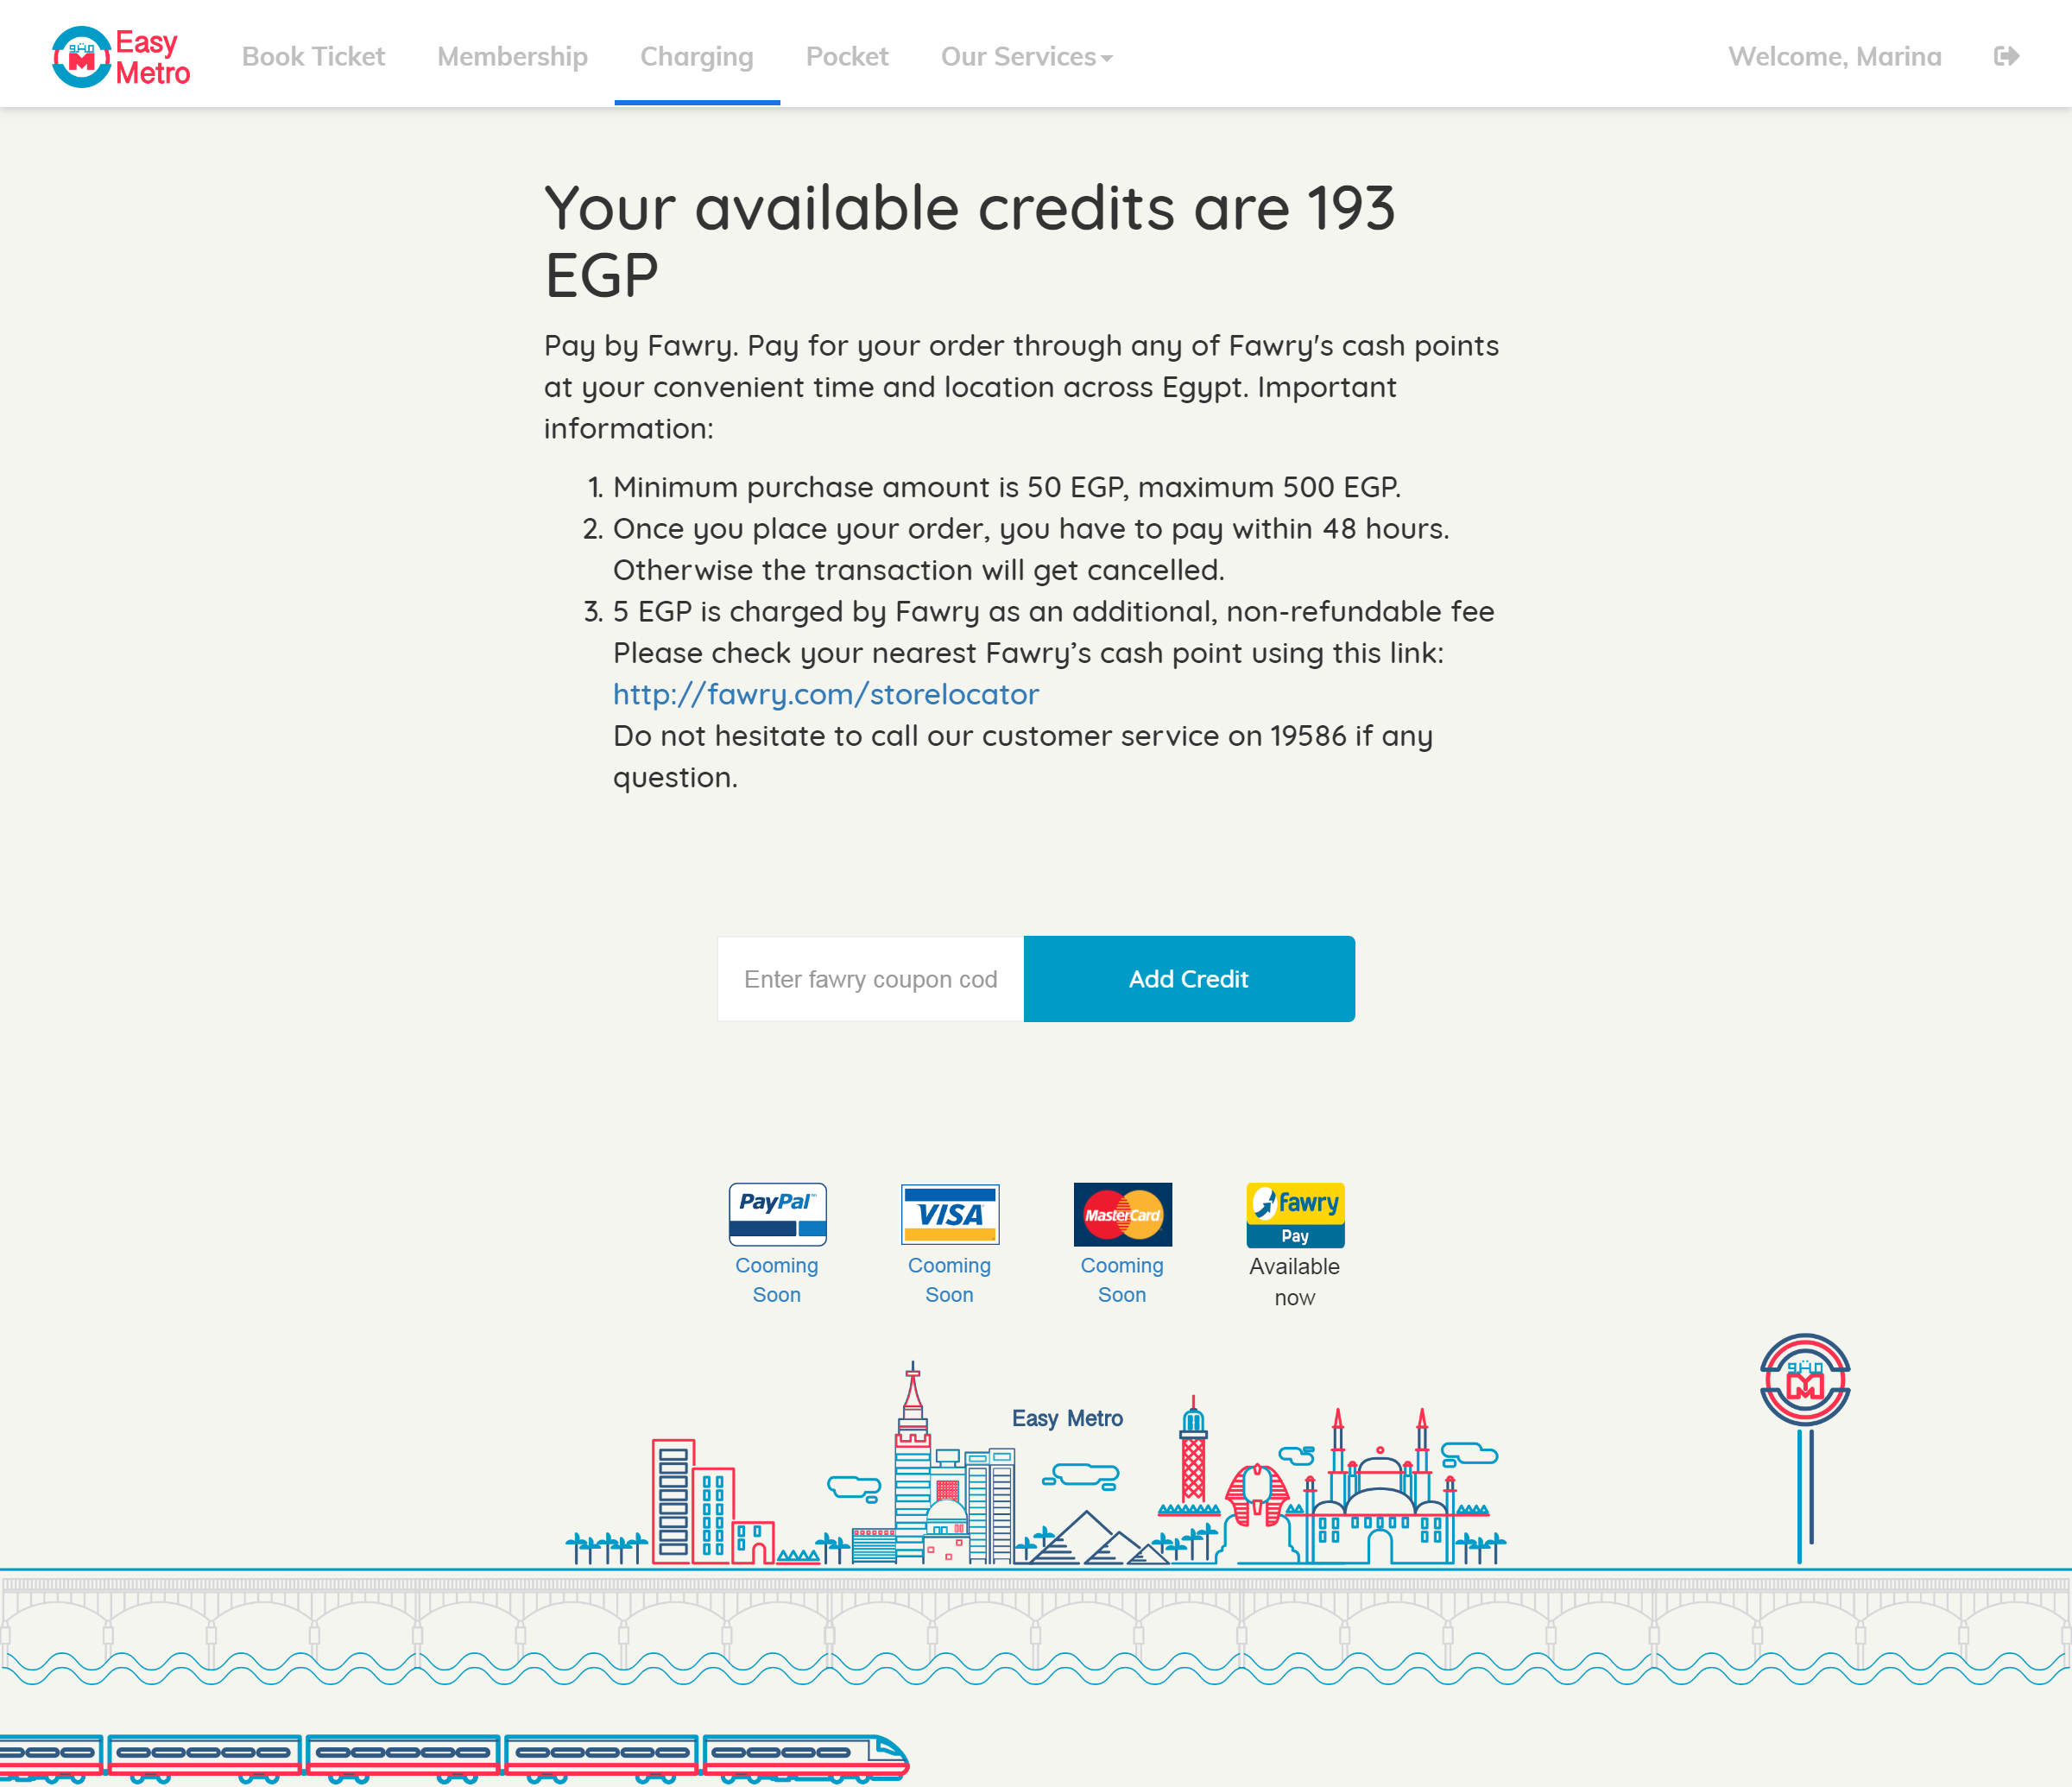 Easy
Metro
مترو
Book Ticket
Membership
Charging
Pocket
Our Services
Welcome, Marina
Your available credits are 193
EGP
Pay by Fawry. Pay for your order through any of Fawry's cash points
at your convenient time and location across Egypt. Important
information:
1. Minimum purchase amount is 50 EGP, maximum 500 EGP.
2. Once you place your order, you have to pay within 48 hours.
Otherwise the transaction will get cancelled.
3. 5 EGP is charged by Fawry as an additional, non-refundable fee
Please check your nearest Fawry’s cash point using this link:
http://fawry.com/storelocator
Do not hesitate to call our customer service on 19586 if any
question.
Enter fawry coupon cod
Add Credit
PayPal™
VISA
MasterCard
fawry
Pay
Cooming
Soon
Cooming
Soon
Cooming
Soon
Available
now
Easy Metro
مترو
M